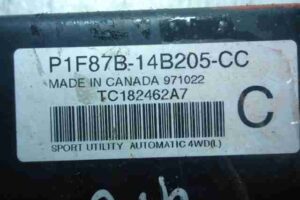 P1F87B-14B205-CC
MADE IN CANADA 971022
TC182462A7
C
SPORT UTILITY AUTOMATIC 4WD(L)